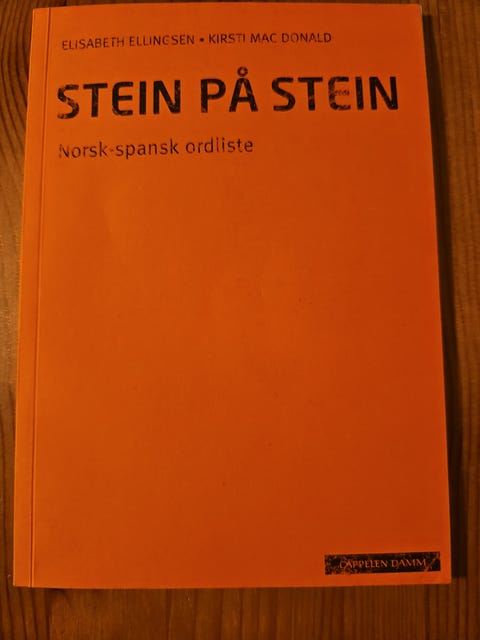 ELISABETH ELLINGSEN • KIRSTI MAC DONALD
STEIN PÅ STEIN
Norsk-spansk ordliste
CAPPELEN DAMM